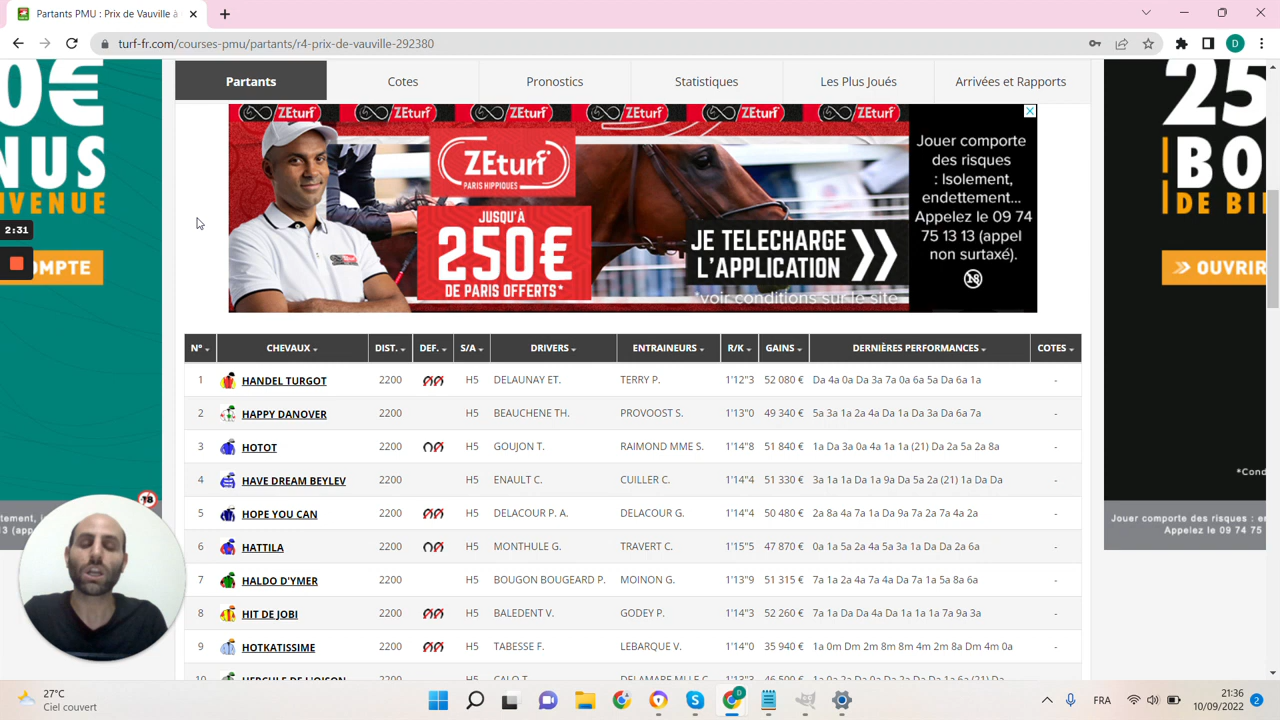 Partants PMU : Prix de Vauville à
turf-fr.com/courses-pmu/partants/r4-prix-de-vauville-292380
D
Partants Cotes Pronostics Statistiques Les Plus Joués Arrivées et Rapports
0€
NUS
NVENUE
OMPTE
2:31
ZEturf ZEturf ZEturf ZEturf ZEturf ZEturf
ZEturf
PARIS HIPPIQUES
JUSQU'À
250€
DE PARIS OFFERTS*
JE TELECHARGE
L'APPLICATION
*voir conditions sur le site
Jouer comporte
des risques
: Isolement,
endettement...
Appelez le 09 74
75 13 13 (appel
non surtaxé).
18
25
BO
DE BI
OUVRIR
*Cond
Jouer comporte des risques : e
Appelez le 09 74 75
N° CHEVAUX DIST. DEF. S/A DRIVERS ENTRAINEURS R/K GAINS DERNIÈRES PERFORMANCES COTES
1 HANDEL TURGOT 2200 H5 DELAUNAY ET. TERRY P. 1'12"3 52 080 € Da 4a 0a Da 3a 7a 0a 6a 5a Da 6a 1a -
2 HAPPY DANOVER 2200 H5 BEAUCHENE TH. PROVOOST S. 1'13"0 49 340 € 5a 3a 1a 2a 4a Da 1a Da 3a Da 6a 7a -
3 HOTOT 2200 H5 GOUJON T. RAIMOND MME S. 1'14"8 51 840 € 1a Da 3a 0a 4a 1a 1a (21) Da 2a 5a 2a 8a -
4 HAVE DREAM BEYLEV 2200 H5 ENAULT C. CUILLER C. 1'14"4 51 330 € 3a 1a 1a Da 1a 9a Da 5a 2a (21) 1a Da Da -
5 HOPE YOU CAN 2200 H5 DELACOUR P. A. DELACOUR G. 1'14"4 50 480 € 2a 8a 4a 7a 1a Da 9a 7a 2a 7a 4a 2a -
6 HATTILA 2200 H5 MONTHULE G. TRAVERT C. 1'15"5 47 870 € 0a 1a 5a 2a 4a 5a 3a 1a Da Da 2a 6a -
7 HALDO D'YMER 2200 H5 BOUGON BOUGEARD P. MOINON G. 1'13"9 51 315 € 7a 1a 2a 4a 7a 4a Da 7a 1a 5a 8a 6a -
8 HIT DE JOBI 2200 H5 BALEDENT V. GODEY P. 1'14"3 52 260 € 7a 1a Da Da 4a Da 1a 1a 1a 7a 9a 3a -
9 HOTKATISSIME 2200 H5 TABESSE F. LEBARQUE V. 1'14"0 35 940 € 1a 0m Dm 2m 8m 8m 4m 2m 8a Dm 4m 0a -
18
27°C
Ciel couvert
FRA
21:36
10/09/2022
2